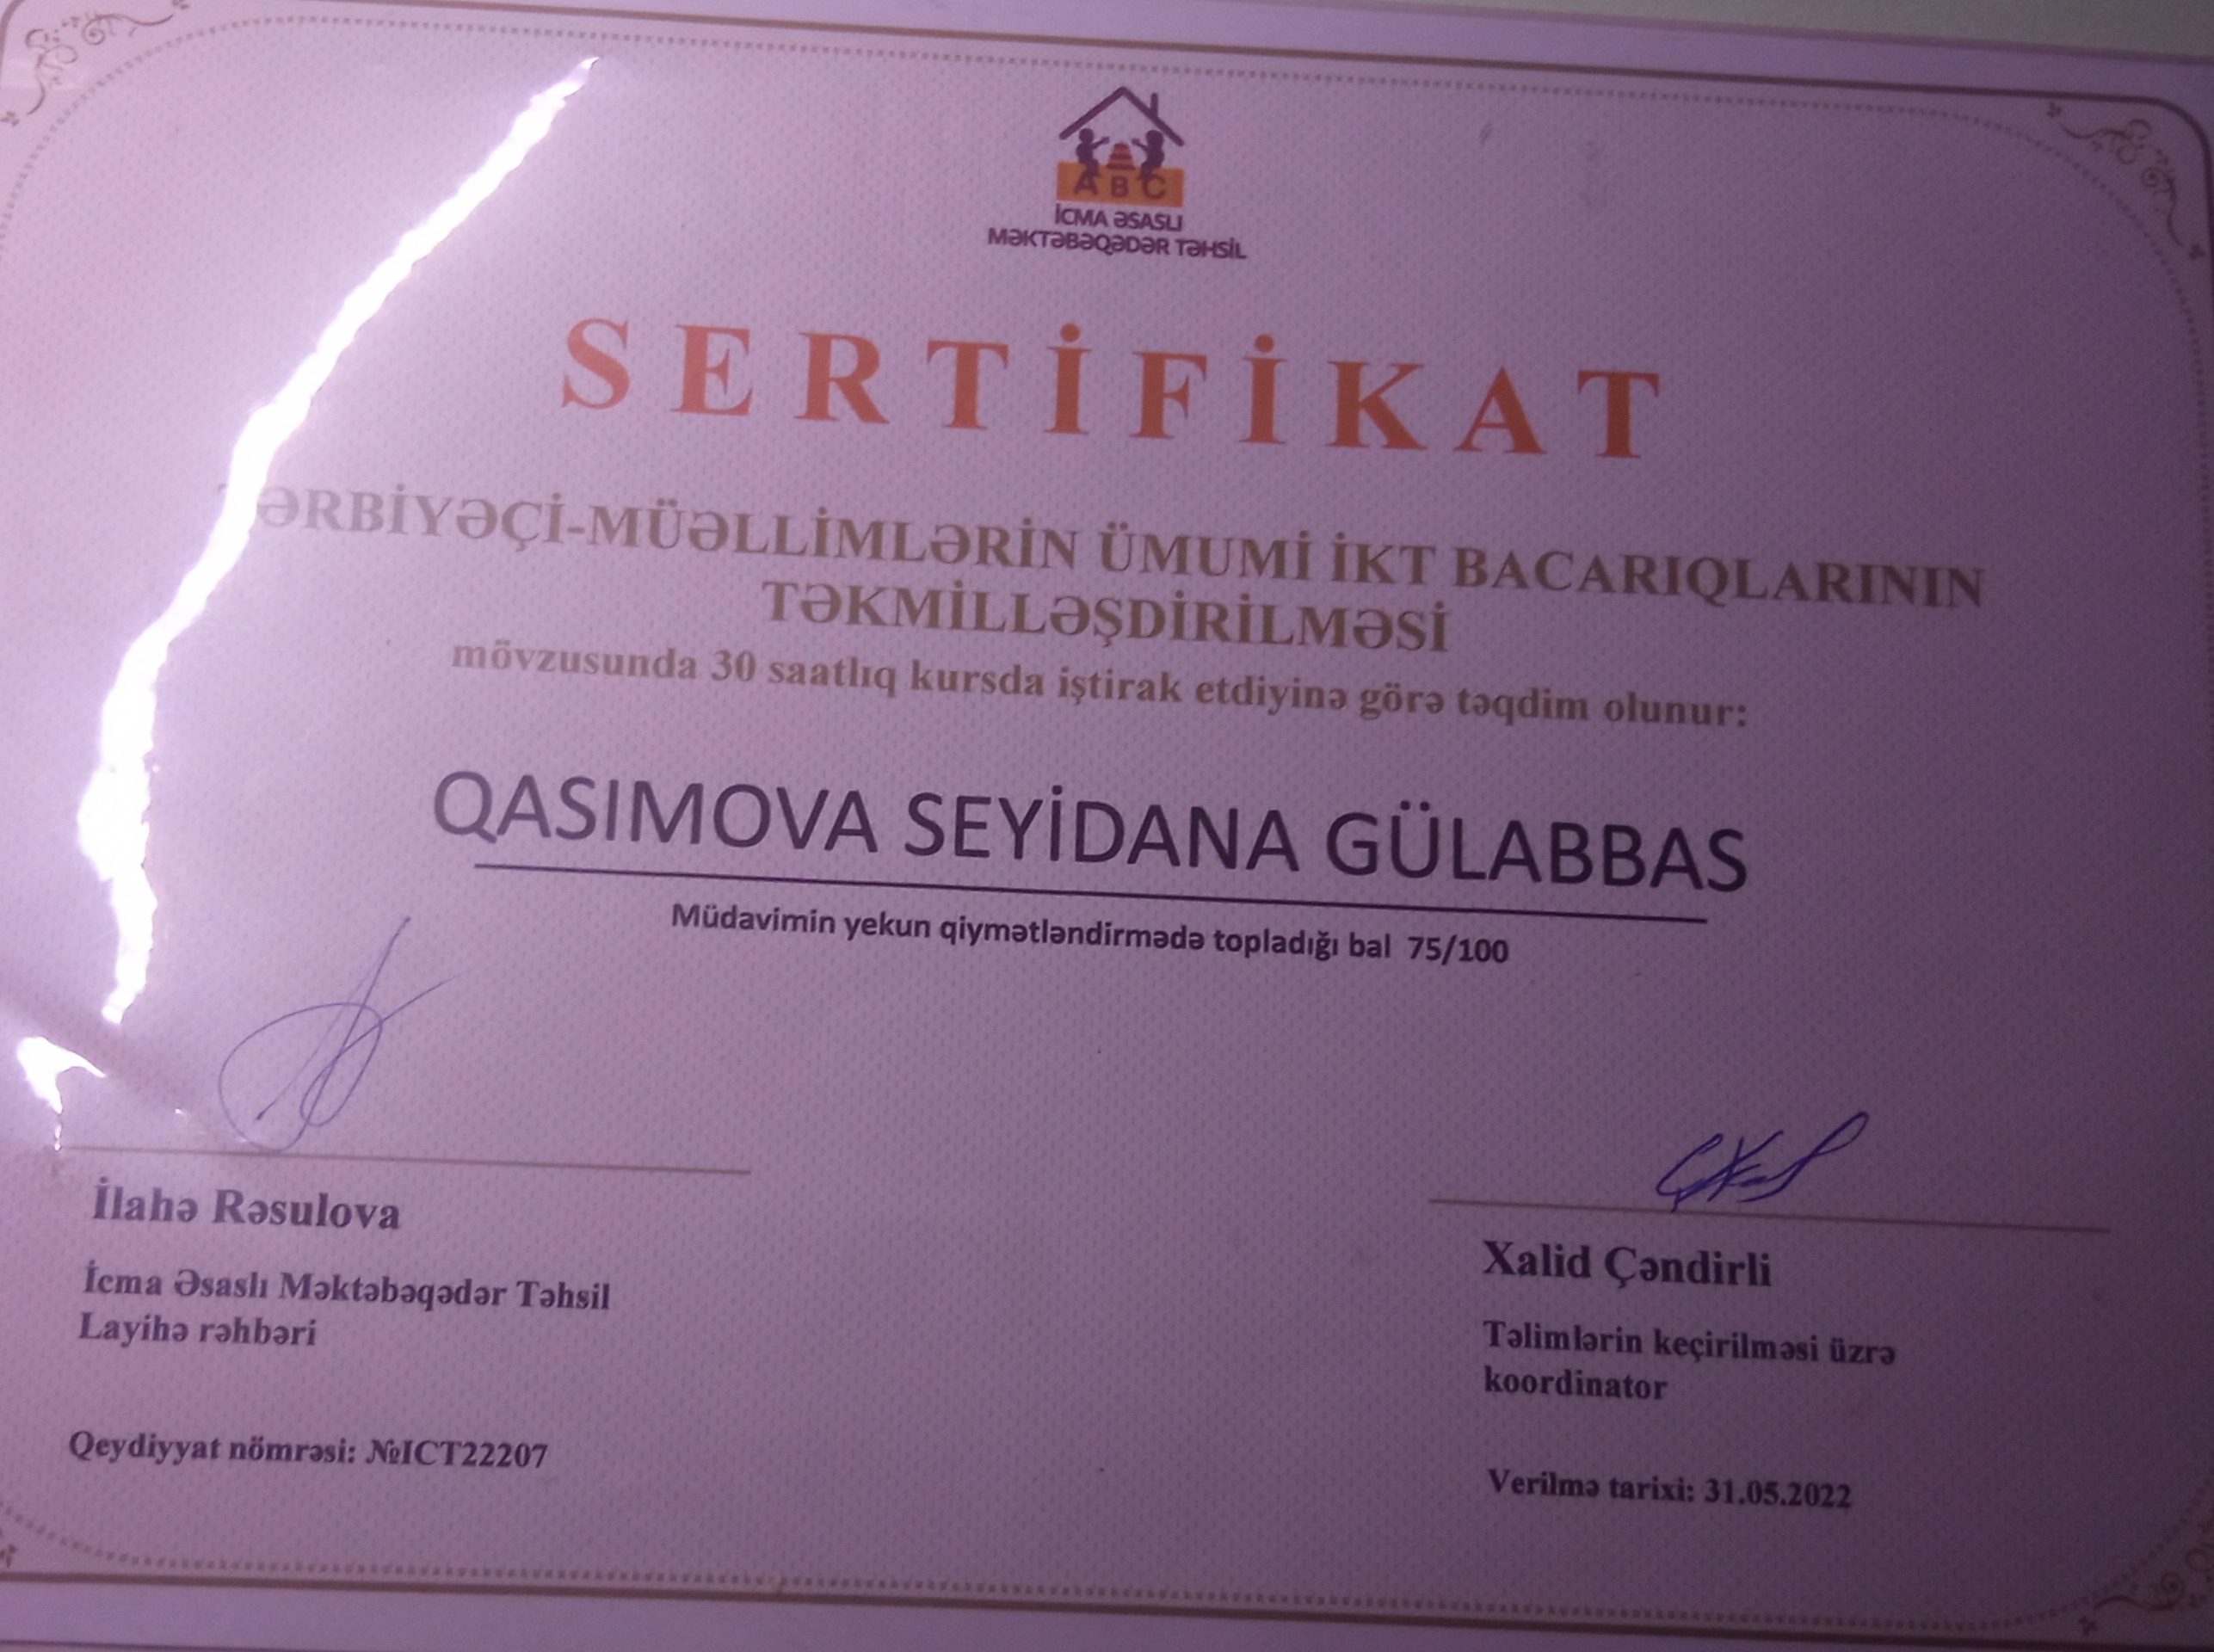 A B C
İCMA ƏSASLI
MƏKTƏBƏQƏDƏR TƏHSİL
SERTİFİKAT
TƏRBİYƏÇİ-MÜƏLLİMLƏRİN ÜMUMİ İKT BACARIQLARININ
TƏKMİLLƏŞDİRİLMƏSİ
mövzusunda 30 saatlıq kursda iştirak etdiyinə görə təqdim olunur:
QASIMOVA SEYİDANA GÜLABBAS
Müdavimin yekun qiymətləndirmədə topladığı bal 75/100
İlahə Rəsulova
İcma Əsaslı Məktəbəqədər Təhsil
Layihə rəhbəri
Qeydiyyat nömrəsi: №ICT22207
Xalid Çəndirli
Təlimlərin keçirilməsi üzrə
koordinator
Verilmə tarixi: 31.05.2022